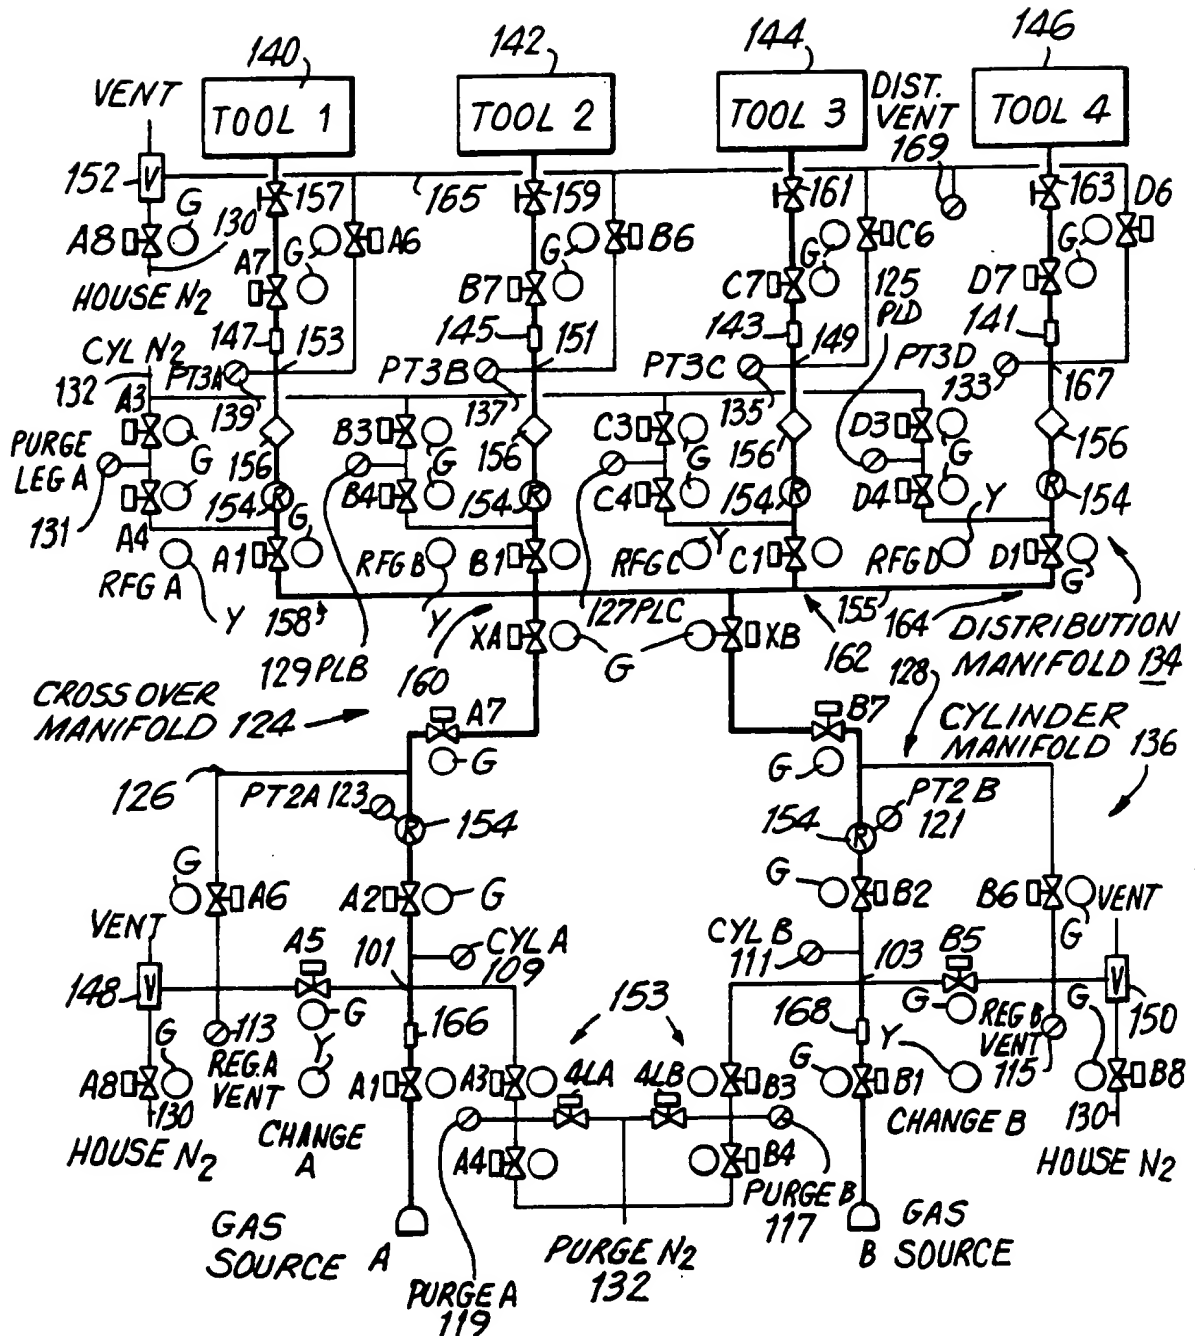 140
142
144
146
VENT
TOOL 1
TOOL 2
TOOL 3
DIST.
VENT
169
TOOL 4
152
V
157
165
159
161
163
D6
A8
G
130
A7
G
A6
B7
G
B6
C7
G
C6
125
PLD
D7
G
HOUSE N2
147
153
145
151
143
149
141
CYL N2
132
PT3A
139
PT3B
137
PT3C
135
PT3D
133
167
A3
PURGE
LEG A
131
G
A4
156
154
R
B3
G
B4
156
154
R
C3
G
C4
156
154
R
D3
G
D4
156
154
R
Y
RFG A
Y
A1
G
RFG B
Y
B1
RFG C
Y
C1
RFG D
D1
G
158
129 PLB
160
127 PLC
155
162
164
DISTRIBUTION
MANIFOLD 134
XA
G
XB
CROSS OVER
MANIFOLD 124
A7
G
B7
G
128
CYLINDER
MANIFOLD 136
126
PT2A 123
R
154
154
R
PT2 B
121
G
A6
A2
G
G
B2
B6
G
VENT
VENT
A5
101
CYL A
109
CYL B
111
103
B5
V
148
G
166
153
168
G
G
V
150
113
REG.A
VENT
Y
REG.B
VENT
115
G
A8
130
A1
A3
4LA
4LB
B3
G
B1
Y
B8
130
HOUSE N2
CHANGE
A
A4
B4
CHANGE B
HOUSE N2
GAS
SOURCE A
PURGE A
119
PURGE N2
132
PURGE B
117
GAS
B SOURCE